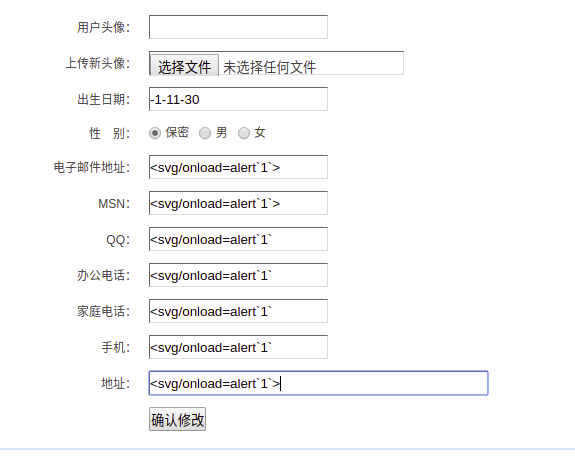 用户头像：
上传新头像： 选择文件 未选择任何文件
出生日期： -1-11-30
性 别： 保密 男 女
电子邮件地址： <svg/onload=alert`1`>
MSN： <svg/onload=alert`1`>
QQ： <svg/onload=alert`1`
办公电话： <svg/onload=alert`1`
家庭电话： <svg/onload=alert`1`
手机： <svg/onload=alert`1`
地址： <svg/onload=alert`1`>
确认修改